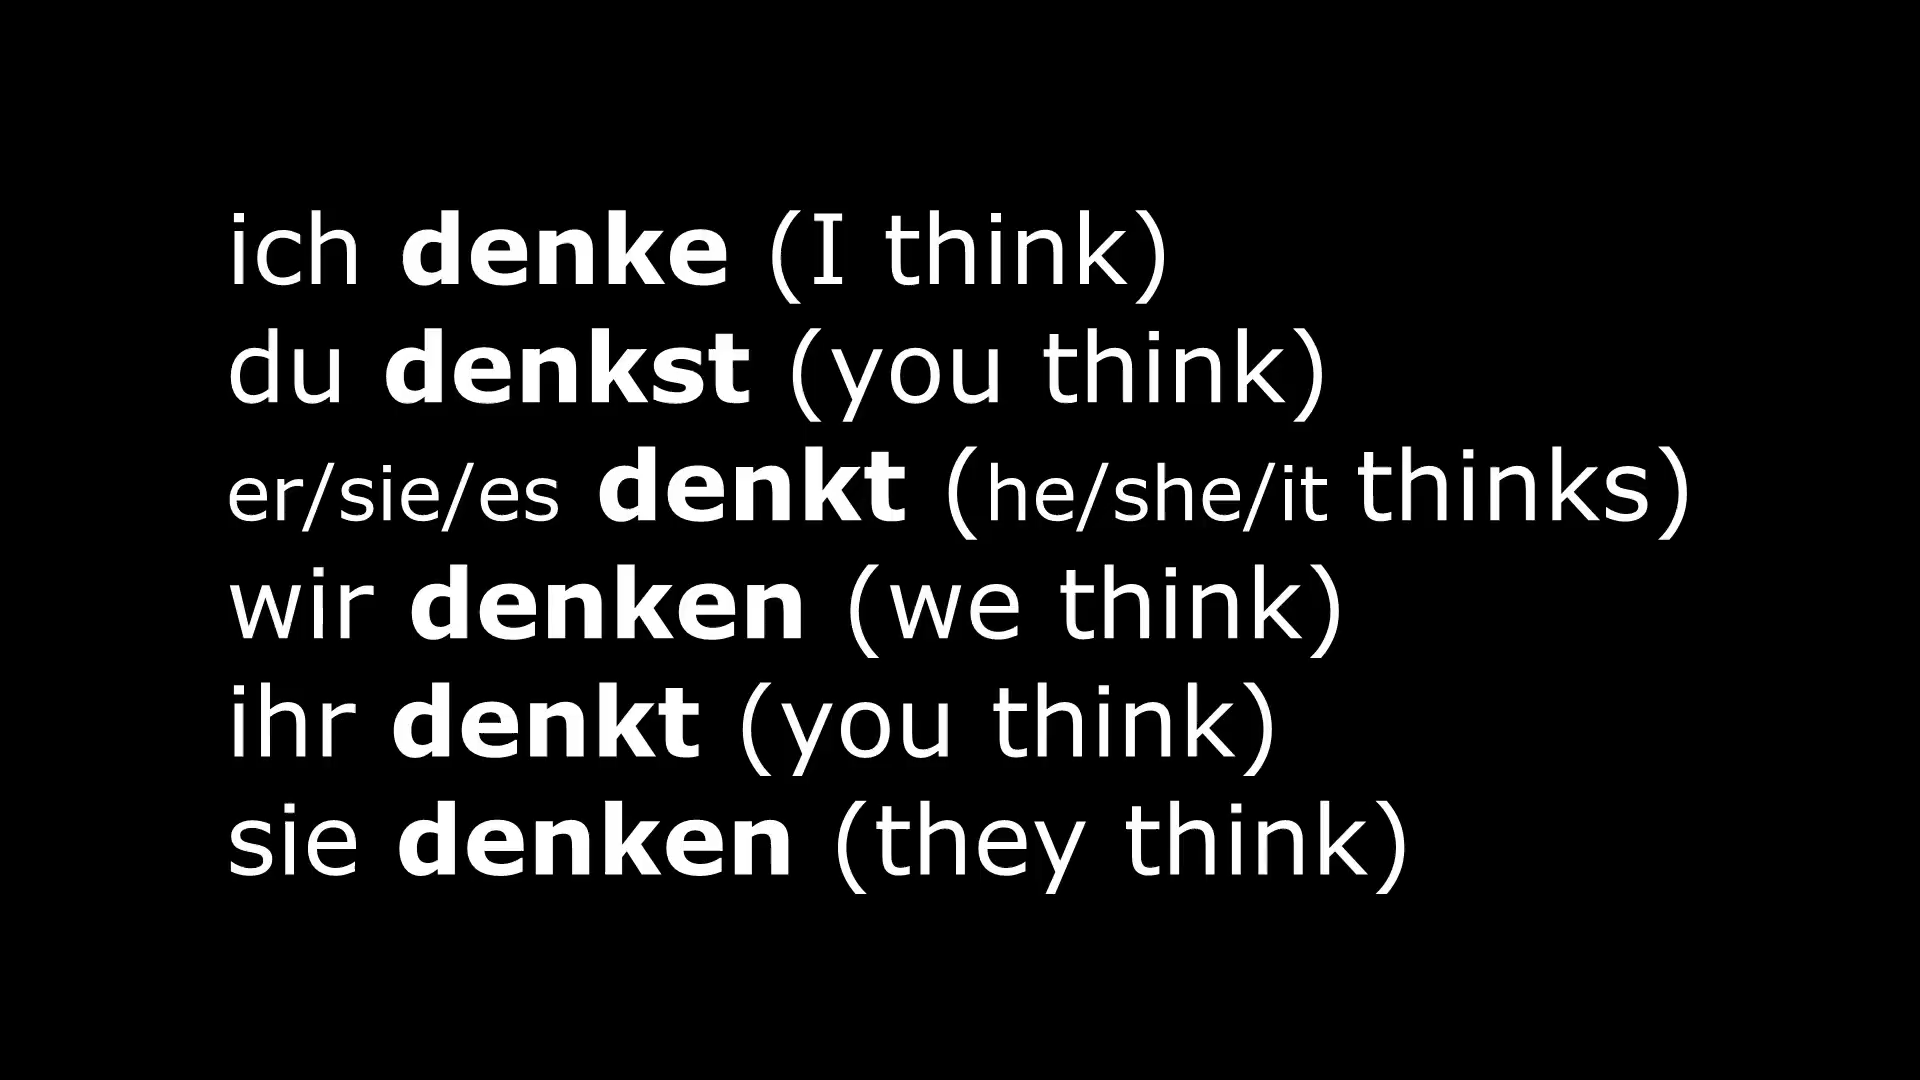 ich denke (I think)
du denkst (you think)
er/sie/es denkt (he/she/it thinks)
wir denken (we think)
ihr denkt (you think)
sie denken (they think)